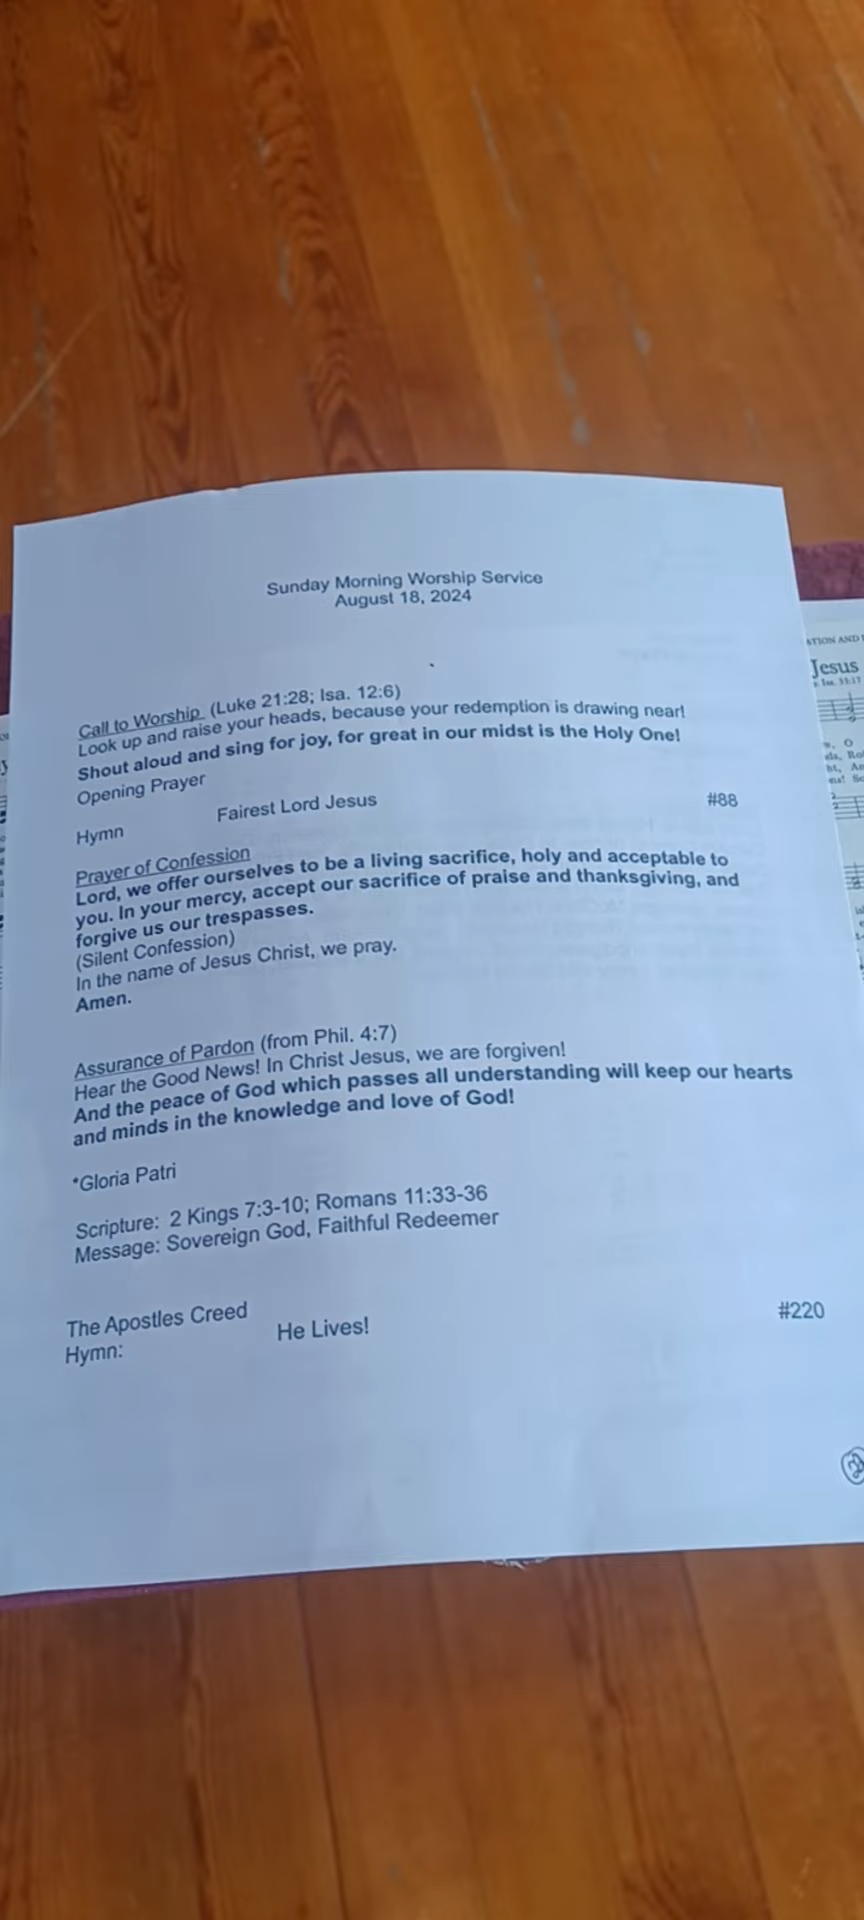 Sunday Morning Worship Service
August 18, 2024
Call to Worship (Luke 21:28; Isa. 12:6)
Look up and raise your heads, because your redemption is drawing near!
Shout aloud and sing for joy, for great in our midst is the Holy One!
Opening Prayer
Hymn Fairest Lord Jesus #88
Prayer of Confession
Lord, we offer ourselves to be a living sacrifice, holy and acceptable to
you. In your mercy, accept our sacrifice of praise and thanksgiving, and
forgive us our trespasses.
(Silent Confession)
In the name of Jesus Christ, we pray.
Amen.
Assurance of Pardon (from Phil. 4:7)
Hear the Good News! In Christ Jesus, we are forgiven!
And the peace of God which passes all understanding will keep our hearts
and minds in the knowledge and love of God!
*Gloria Patri
Scripture: 2 Kings 7:3-10; Romans 11:33-36
Message: Sovereign God, Faithful Redeemer
The Apostles Creed
Hymn: He Lives! #220
AND
Jesus